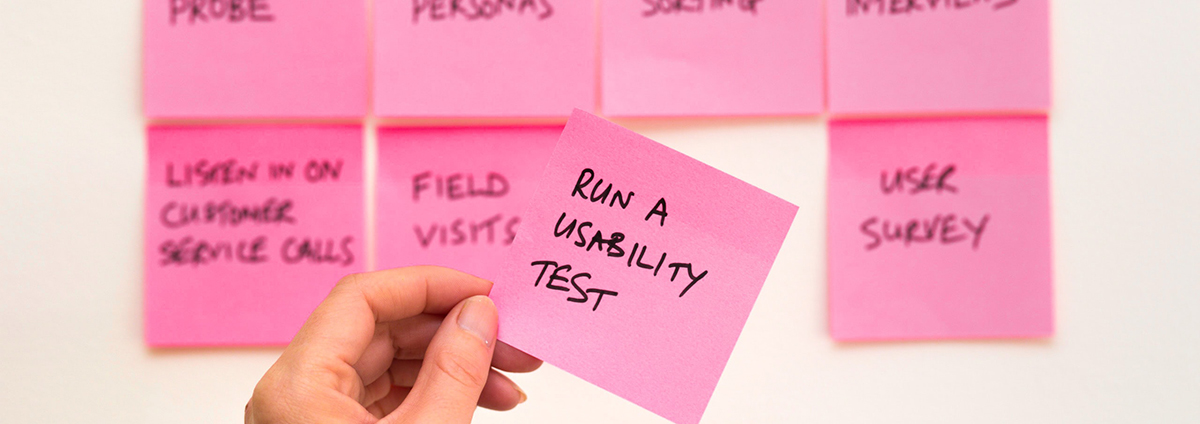 PROBE
PERSONAS
SORTING
INTERVIEWS
LISTEN IN ON
CUSTOMER
SERVICE CALLS
FIELD
VISITS
RUN A
USABILITY
TEST
USER
SURVEY